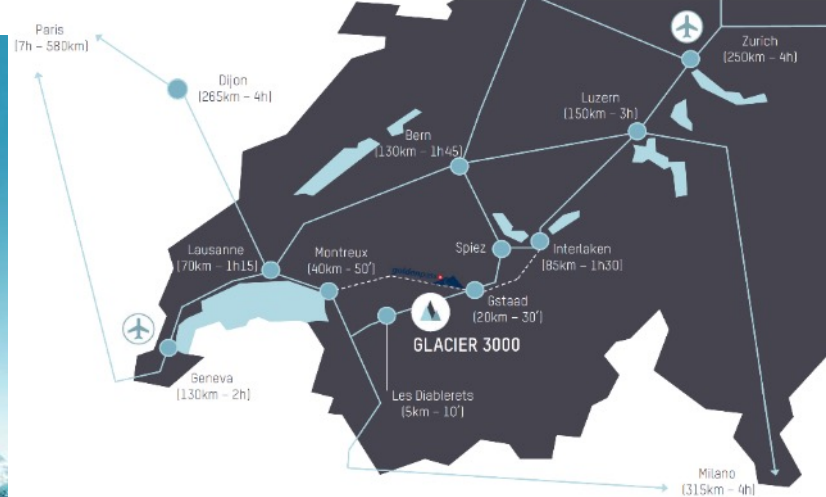 Paris
(7h – 580km)
Zurich
(250km – 4h)
Dijon
(265km – 4h)
Luzern
(150km – 3h)
Bern
(130km – 1h45)
Lausanne
(70km – 1h15)
Montreux
(40km – 50')
Spiez
Interlaken
(85km – 1h30)
Gstaad
(20km – 30')
GLACIER 3000
Geneva
(130km – 2h)
Les Diablerets
(5km – 10')
Milano
(315km – 4h)